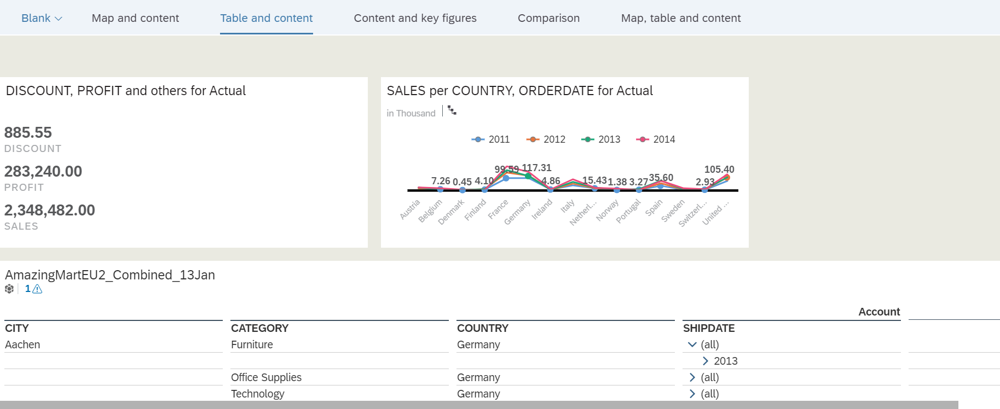 Blank Map and content Table and content Content and key figures Comparison Map, table and content
DISCOUNT, PROFIT and others for Actual
885.55
DISCOUNT
283,240.00
PROFIT
2,348,482.00
SALES
SALES per COUNTRY, ORDERDATE for Actual
in Thousand
2011 2012 2013 2014
99.59 117.31 105.40
7.26 0.45 4.10 4.86 15.43 1.38 3.27 35.60 2.93
Austria Belgium Denmark Finland France Germany Ireland Italy Netherl... Norway Portugal Spain Sweden Switzerl... United ...
AmazingMartEU2_Combined_13Jan
1
Account
CITY CATEGORY COUNTRY SHIPDATE
Aachen Furniture Germany (all)
2013
Office Supplies Germany (all)
Technology Germany (all)